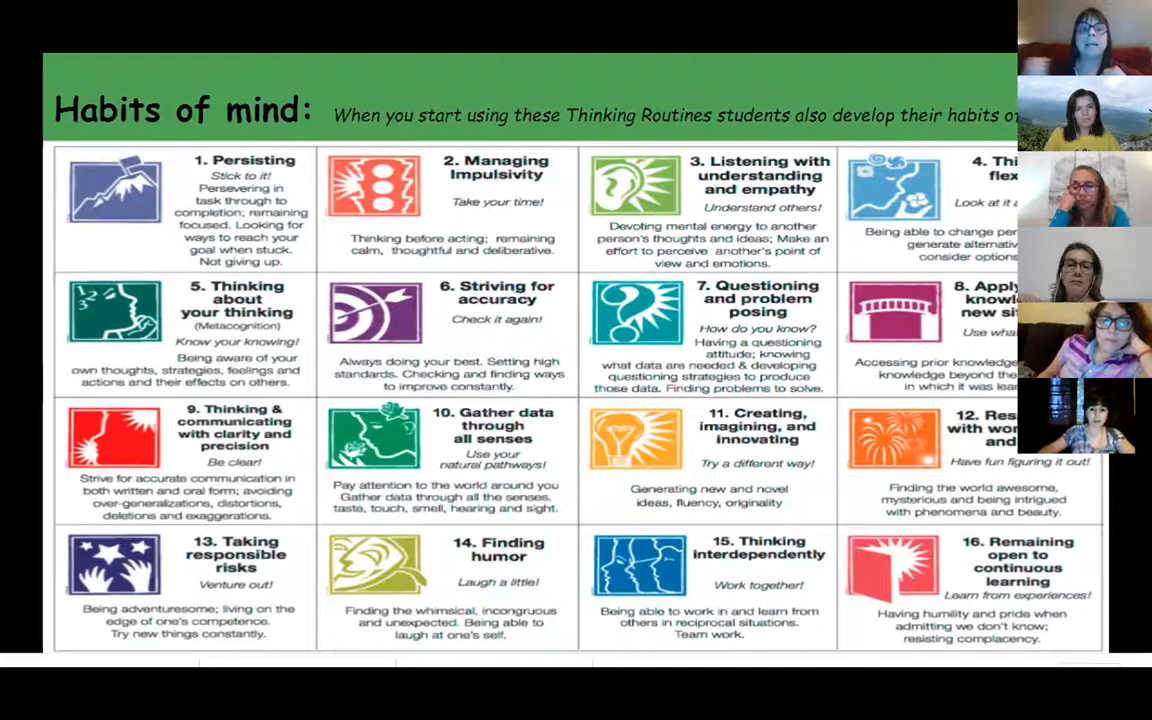 Habits of mind: When you start using these Thinking Routines students also develop their habits of
1. Persisting
Stick to it!
Persevering in
task through to
completion; remaining
focused. Looking for
ways to reach your
goal when stuck.
Not giving up.
2. Managing
Impulsivity
Take your time!
Thinking before acting; remaining
calm, thoughtful and deliberative.
3. Listening with
understanding
and empathy
Understand others!
Devoting mental energy to another
person's thoughts and ideas; Make an
effort to perceive another's point of
view and emotions.
4. Thi
flex
Look at it a
Being able to change per
generate alternativ
consider options
5. Thinking
about
your thinking
(Metacognition)
Know your knowing!
Being aware of your
own thoughts, strategies, feelings and
actions and their effects on others.
6. Striving for
accuracy
Check it again!
Always doing your best. Setting high
standards. Checking and finding ways
to improve constantly.
7. Questioning
and problem
posing
How do you know?
Having a questioning
attitude; knowing
what data are needed & developing
questioning strategies to produce
those data. Finding problems to solve.
8. Apply
knowl
new si
Use wha
Accessing prior knowledge
knowledge beyond the
in which it was lear
9. Thinking &
communicating
with clarity and
precision
Be clear!
Strive for accurate communication in
both written and oral form; avoiding
over-generalizations, distortions,
deletions and exaggerations.
10. Gather data
through
all senses
Use your
natural pathways!
Pay attention to the world around you
Gather data through all the senses.
taste, touch, smell, hearing and sight.
11. Creating,
imagining, and
innovating
Try a different way!
Generating new and novel
ideas, fluency, originality
12. Res
with wor
and
Have fun figuring it out!
Finding the world awesome,
mysterious and being intrigued
with phenomena and beauty.
13. Taking
responsible
risks
Venture out!
Being adventuresome; living on the
edge of one's competence.
Try new things constantly.
14. Finding
humor
Laugh a little!
Finding the whimsical, incongruous
and unexpected. Being able to
laugh at one's self.
15. Thinking
interdependently
Work together!
Being able to work in and learn from
others in reciprocal situations.
Team work.
16. Remaining
open to
continuous
learning
Learn from experiences!
Having humility and pride when
admitting we don't know;
resisting complacency.